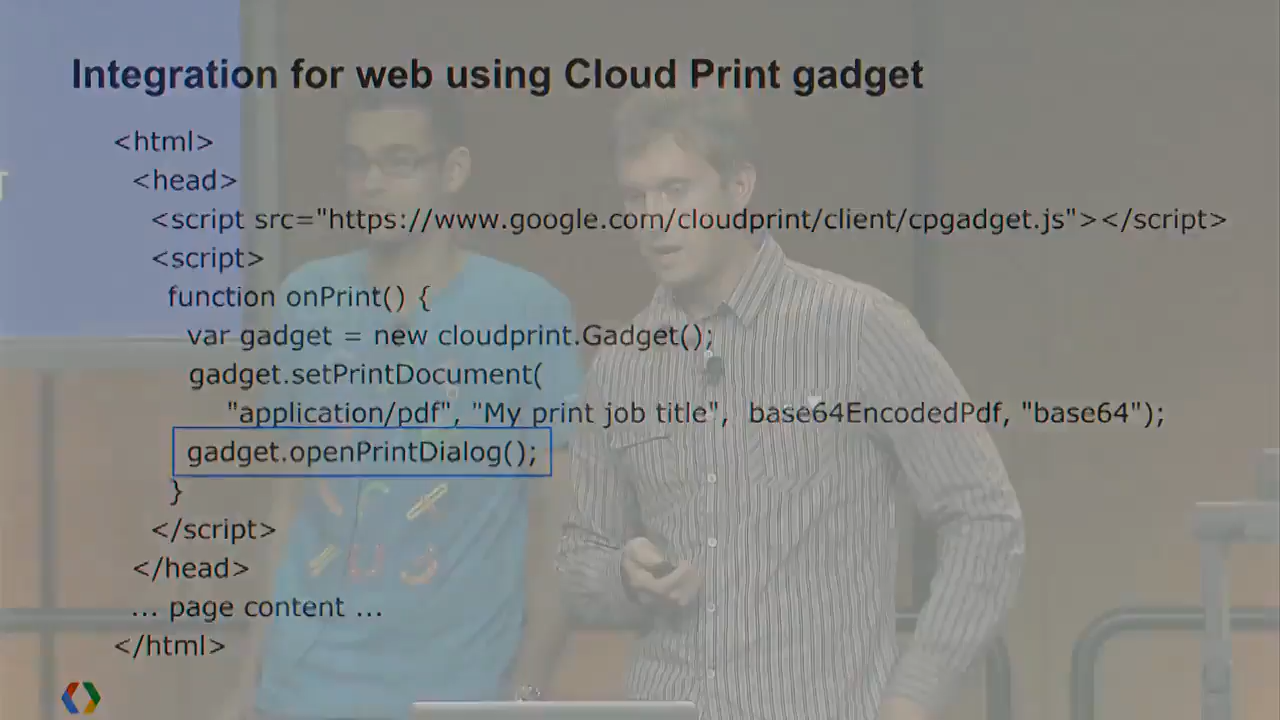 Integration for web using Cloud Print gadget
<html>
<head>
<script src="https://www.google.com/cloudprint/client/cpgadget.js"></script>
<script>
function onPrint() {
var gadget = new cloudprint.Gadget();
gadget.setPrintDocument(
"application/pdf", "My print job title", base64EncodedPdf, "base64");
gadget.openPrintDialog();
}
</script>
</head>
... page content ...
</html>